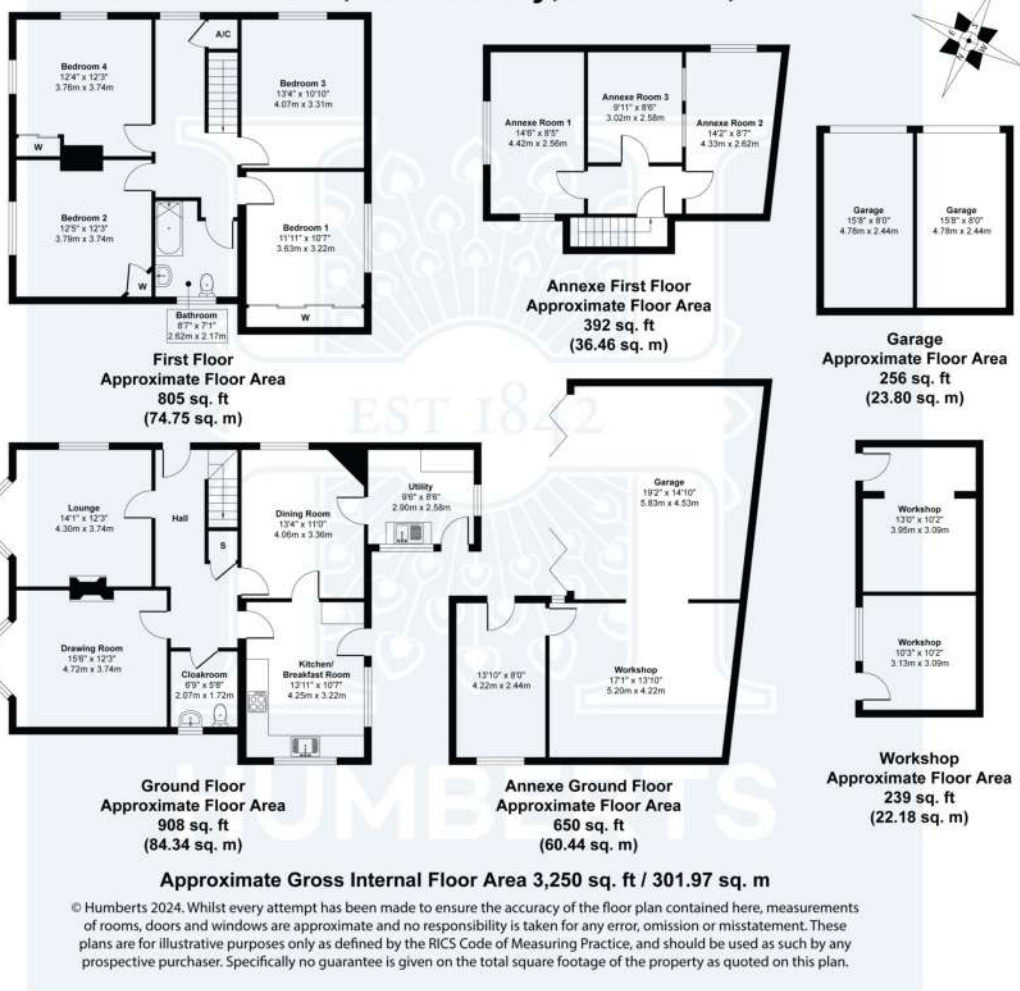 A/C
Bedroom 4
12'4" x 12'3"
3.76m x 3.74m
Bedroom 3
13'4" x 10'10"
4.07m x 3.31m
W
Bedroom 2
12'5" x 12'3"
3.79m x 3.74m
Bedroom 1
11'11" x 10'7"
3.63m x 3.22m
W
W
Bathroom
8'7" x 7'1"
2.62m x 2.17m
First Floor
Approximate Floor Area
805 sq. ft
(74.75 sq. m)
Annexe Room 1
14'6" x 8'5"
4.42m x 2.56m
Annexe Room 3
9'11" x 8'6"
3.02m x 2.58m
Annexe Room 2
14'2" x 8'7"
4.33m x 2.62m
Annexe First Floor
Approximate Floor Area
392 sq. ft
(36.46 sq. m)
E
S
N
W
Garage
15'8" x 8'0"
4.78m x 2.44m
Garage
15'8" x 8'0"
4.78m x 2.44m
Garage
Approximate Floor Area
256 sq. ft
(23.80 sq. m)
EST 1842
Lounge
14'1" x 12'3"
4.30m x 3.74m
Hall
S
Dining Room
13'4" x 11'0"
4.06m x 3.36m
Utility
9'6" x 8'6"
2.90m x 2.58m
Drawing Room
15'6" x 12'3"
4.72m x 3.74m
Cloakroom
6'9" x 5'8"
2.07m x 1.72m
Kitchen/
Breakfast Room
13'11" x 10'7"
4.25m x 3.22m
Ground Floor
Approximate Floor Area
908 sq. ft
(84.34 sq. m)
Garage
19'2" x 14'10"
5.83m x 4.53m
13'10" x 8'0"
4.22m x 2.44m
Workshop
17'1" x 13'10"
5.20m x 4.22m
Annexe Ground Floor
Approximate Floor Area
650 sq. ft
(60.44 sq. m)
Workshop
13'0" x 10'2"
3.95m x 3.09m
Workshop
10'3" x 10'2"
3.13m x 3.09m
Workshop
Approximate Floor Area
239 sq. ft
(22.18 sq. m)
HUMBERTS
Approximate Gross Internal Floor Area 3,250 sq. ft / 301.97 sq. m
© Humberts 2024. Whilst every attempt has been made to ensure the accuracy of the floor plan contained here, measurements
of rooms, doors and windows are approximate and no responsibility is taken for any error, omission or misstatement. These
plans are for illustrative purposes only as defined by the RICS Code of Measuring Practice, and should be used as such by any
prospective purchaser. Specifically no guarantee is given on the total square footage of the property as quoted on this plan.